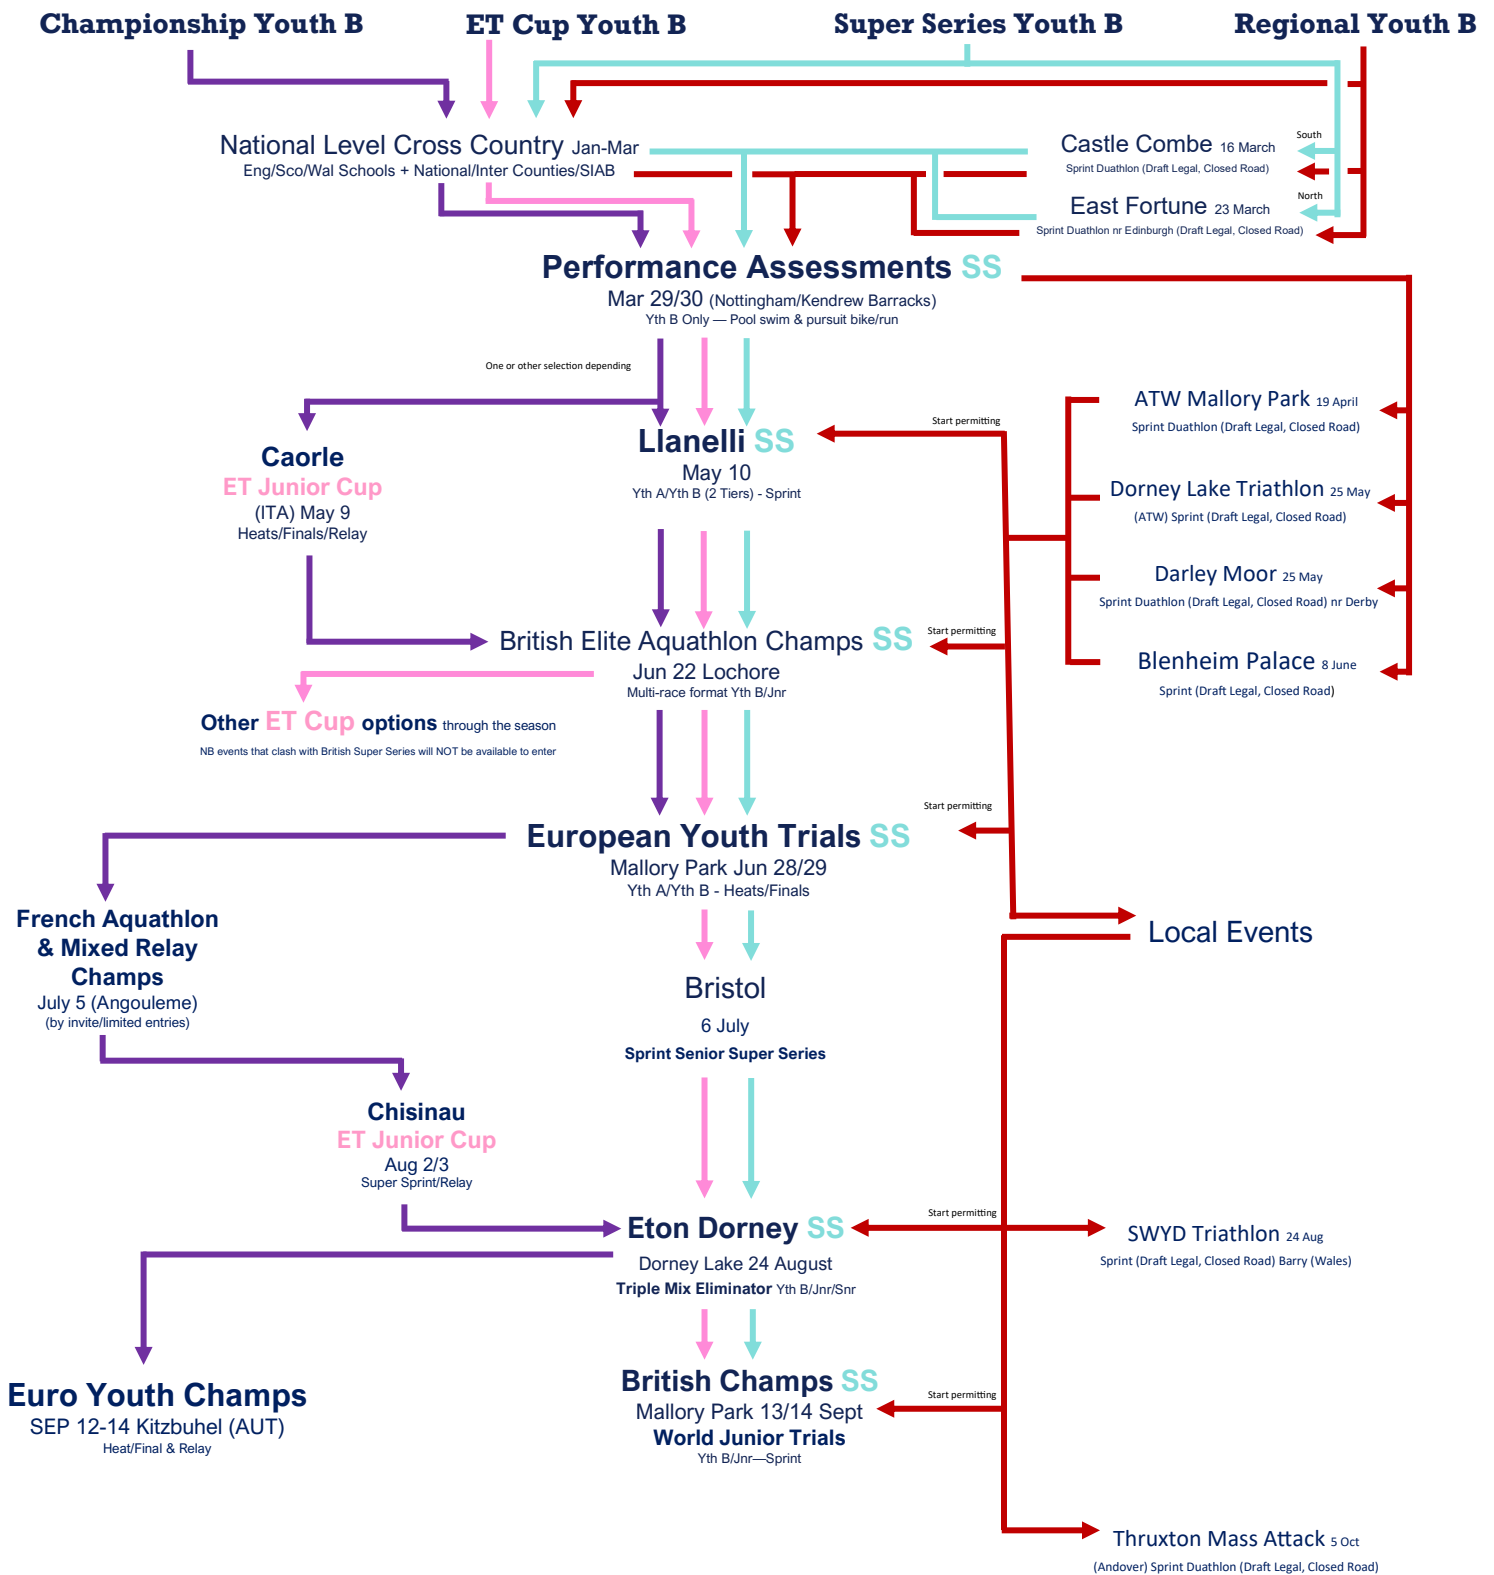 Championship Youth B
ET Cup Youth B
Super Series Youth B
Regional Youth B
National Level Cross Country Jan-Mar
Eng/Sco/Wal Schools + National/Inter Counties/SIAB
South
Castle Combe 16 March
Sprint Duathlon (Draft Legal, Closed Road)
North
East Fortune 23 March
Sprint Duathlon nr Edinburgh (Draft Legal, Closed Road)
Performance Assessments SS
Mar 29/30 (Nottingham/Kendrew Barracks)
Yth B Only — Pool swim & pursuit bike/run
One or other selection depending
Caorle
ET Junior Cup
(ITA) May 9
Heats/Finals/Relay
Llanelli SS
May 10
Yth A/Yth B (2 Tiers) - Sprint
Start permitting
ATW Mallory Park 19 April
Sprint Duathlon (Draft Legal, Closed Road)
Dorney Lake Triathlon 25 May
(ATW) Sprint (Draft Legal, Closed Road)
Darley Moor 25 May
Sprint Duathlon (Draft Legal, Closed Road) nr Derby
Blenheim Palace 8 June
Sprint (Draft Legal, Closed Road)
British Elite Aquathlon Champs SS
Jun 22 Lochore
Multi-race format Yth B/Jnr
Start permitting
Other ET Cup options through the season
NB events that clash with British Super Series will NOT be available to enter
European Youth Trials SS
Mallory Park Jun 28/29
Yth A/Yth B - Heats/Finals
Start permitting
French Aquathlon
& Mixed Relay
Champs
July 5 (Angouleme)
(by invite/limited entries)
Local Events
Bristol
6 July
Sprint Senior Super Series
Chisinau
ET Junior Cup
Aug 2/3
Super Sprint/Relay
Eton Dorney SS
Dorney Lake 24 August
Triple Mix Eliminator Yth B/Jnr/Snr
Start permitting
SWYD Triathlon 24 Aug
Sprint (Draft Legal, Closed Road) Barry (Wales)
Euro Youth Champs
SEP 12-14 Kitzbuhel (AUT)
Heat/Final & Relay
British Champs SS
Mallory Park 13/14 Sept
World Junior Trials
Yth B/Jnr—Sprint
Start permitting
Thruxton Mass Attack 5 Oct
(Andover) Sprint Duathlon (Draft Legal, Closed Road)